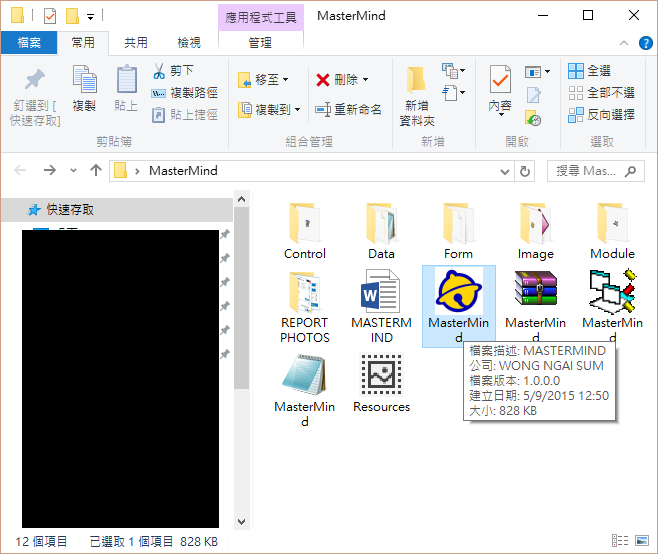 應用程式工具
MasterMind
檔案
常用
共用
檢視
管理
釘選到 [
快速存取]
複製
貼上
剪下
複製路徑
貼上捷徑
剪貼簿
移至
複製到
刪除
重新命名
組合管理
新增
資料夾
新增
內容
開啟
全選
全部不選
反向選擇
選取
MasterMind
搜尋 Mas...
快速存取
Control
Data
Form
Image
Module
REPORT
PHOTOS
MASTERM
IND
MasterMin
d
MasterMin
d
MasterMin
d
MasterMin
d
Resources
檔案描述: MASTERMIND
公司: WONG NGAI SUM
檔案版本: 1.0.0.0
建立日期: 5/9/2015 12:50
大小: 828 KB
12 個項目
已選取 1 個項目 828 KB